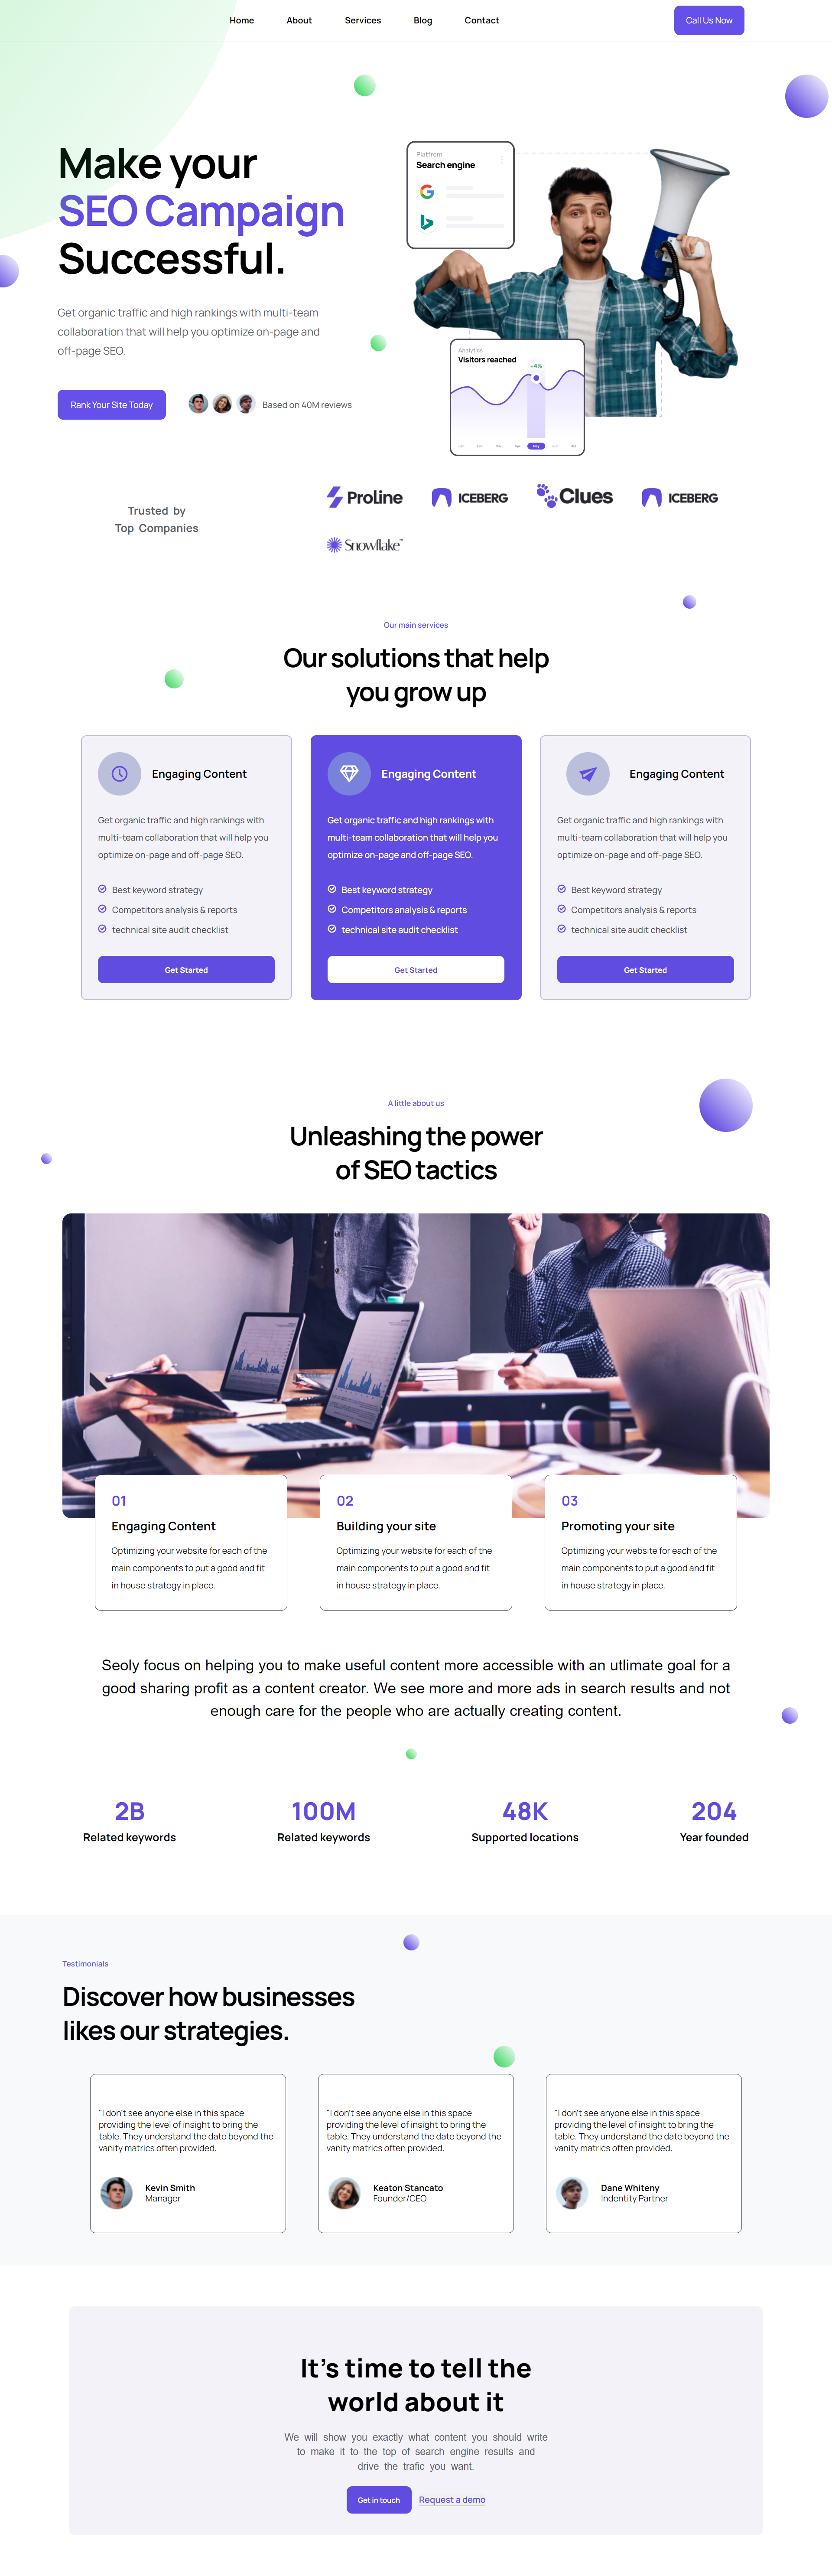 Home About Services Blog Contact Call Us Now
Make your
SEO Campaign
Successful.
Get organic traffic and high rankings with multi-team
collaboration that will help you optimize on-page and
off-page SEO.
Rank Your Site Today
Based on 40M reviews
Platfrom
Search engine
Analytics
Visitors reached
+4%
May
Trusted by
Top Companies
Proline ICEBERG Clues ICEBERG
Snowflake
Our main services
Our solutions that help
you grow up
Engaging Content
Get organic traffic and high rankings with
multi-team collaboration that will help you
optimize on-page and off-page SEO.
Best keyword strategy
Competitors analysis & reports
technical site audit checklist
Get Started
Engaging Content
Get organic traffic and high rankings with
multi-team collaboration that will help you
optimize on-page and off-page SEO.
Best keyword strategy
Competitors analysis & reports
technical site audit checklist
Get Started
Engaging Content
Get organic traffic and high rankings with
multi-team collaboration that will help you
optimize on-page and off-page SEO.
Best keyword strategy
Competitors analysis & reports
technical site audit checklist
Get Started
A little about us
Unleashing the power
of SEO tactics
01
Engaging Content
Optimizing your website for each of the
main components to put a good and fit
in house strategy in place.
02
Building your site
Optimizing your website for each of the
main components to put a good and fit
in house strategy in place.
03
Promoting your site
Optimizing your website for each of the
main components to put a good and fit
in house strategy in place.
Seoly focus on helping you to make useful content more accessible with an utlimate goal for a
good sharing profit as a content creator. We see more and more ads in search results and not
enough care for the people who are actually creating content.
2B
Related keywords
100M
Related keywords
48K
Supported locations
204
Year founded
Testimonials
Discover how businesses
likes our strategies.
"I don't see anyone else in this space
providing the level of insight to bring the
table. They understand the date beyond the
vanity matrics often provided.
Kevin Smith
Manager
"I don't see anyone else in this space
providing the level of insight to bring the
table. They understand the date beyond the
vanity matrics often provided.
Keaton Stancato
Founder/CEO
"I don't see anyone else in this space
providing the level of insight to bring the
table. They understand the date beyond the
vanity matrics often provided.
Dane Whiteny
Indentity Partner
It's time to tell the
world about it
We will show you exactly what content you should write
to make it to the top of search engine results and
drive the trafic you want.
Get in touch Request a demo